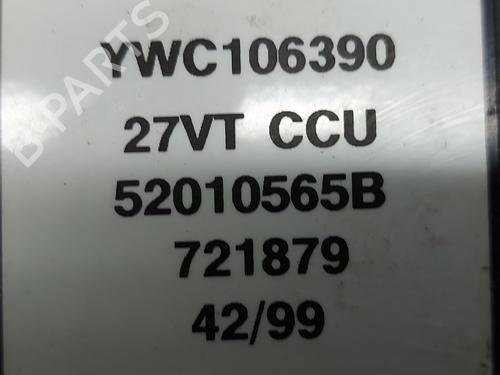 YWC106390
27VT CCU
52010565B
721879
42/99
B PARTS